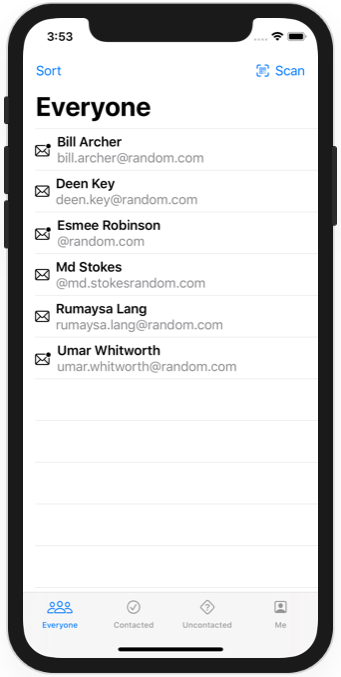 3:53
Sort
Scan
Everyone
Bill Archer
bill.archer@random.com
Deen Key
deen.key@random.com
Esmee Robinson
@random.com
Md Stokes
@md.stokesrandom.com
Rumaysa Lang
rumaysa.lang@random.com
Umar Whitworth
umar.whitworth@random.com
Everyone
Contacted
Uncontacted
Me